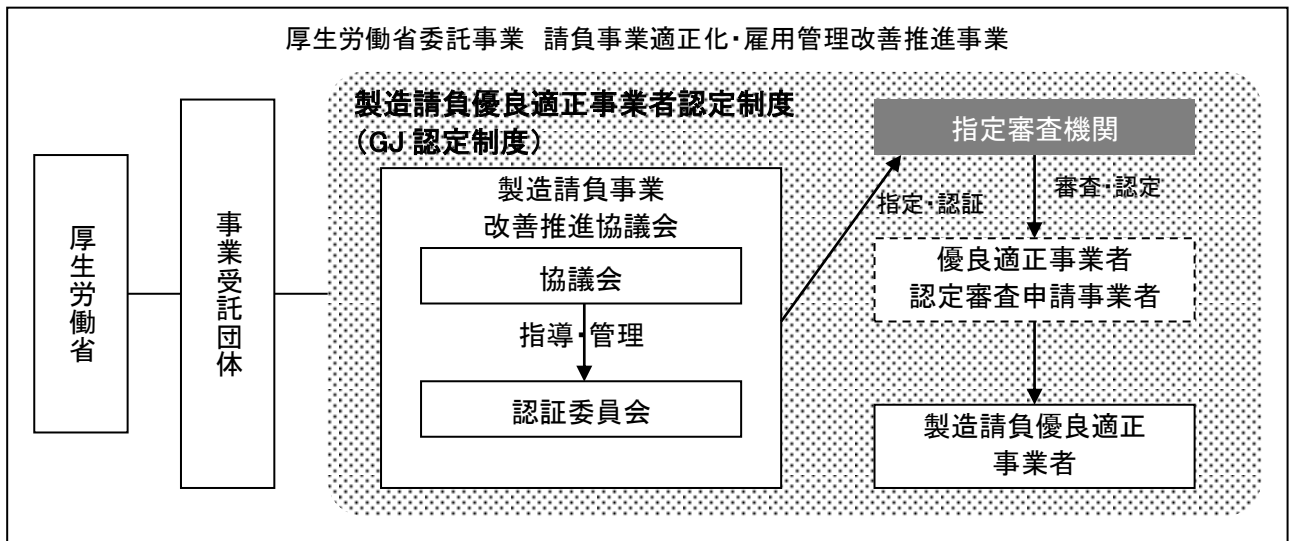 厚生労働省委託事業 請負事業適正化・雇用管理改善推進事業
製造請負優良適正事業者認定制度
（GJ 認定制度）
厚生労働省
事業受託団体
製造請負事業
改善推進協議会
協議会
指導・管理
認証委員会
指定審査機関
指定・認証
審査・認定
優良適正事業者
認定審査申請事業者
製造請負優良適正
事業者